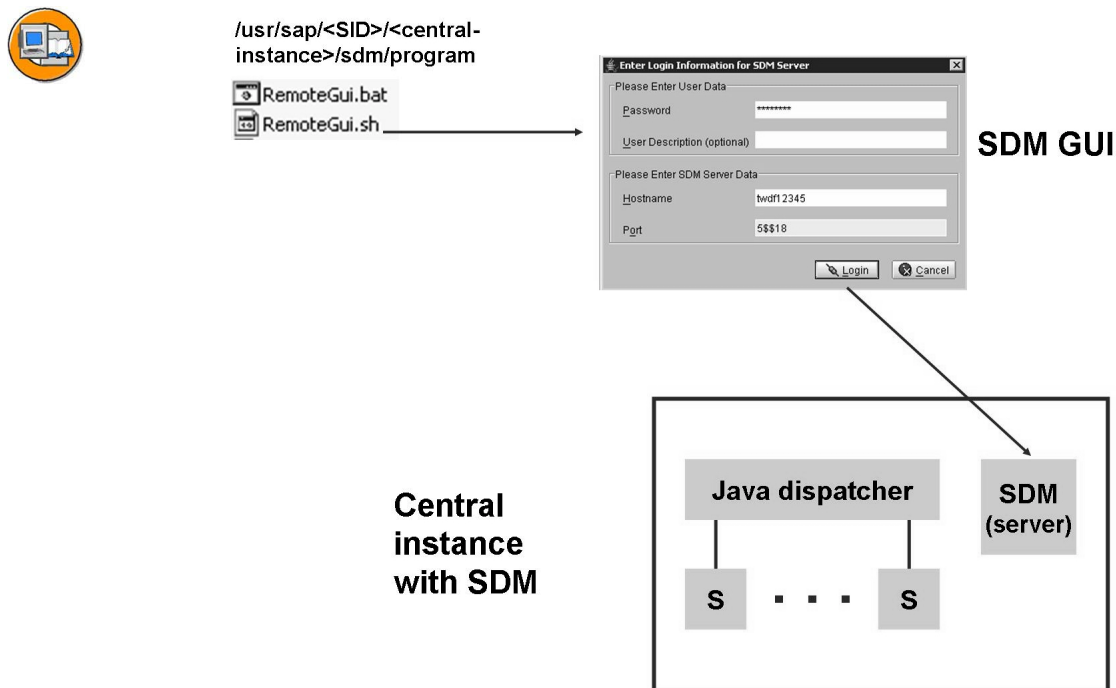 /usr/sap/<SID>/<central-
instance>/sdm/program
RemoteGui.bat
RemoteGui.sh
Enter Login Information for SDM Server
Please Enter User Data
Password
********
User Description (optional)
Please Enter SDM Server Data
Hostname
twdf12345
Port
5$$18
Login
Cancel
SDM GUI
Central
instance
with SDM
Java dispatcher
S
. . .
S
SDM
(server)